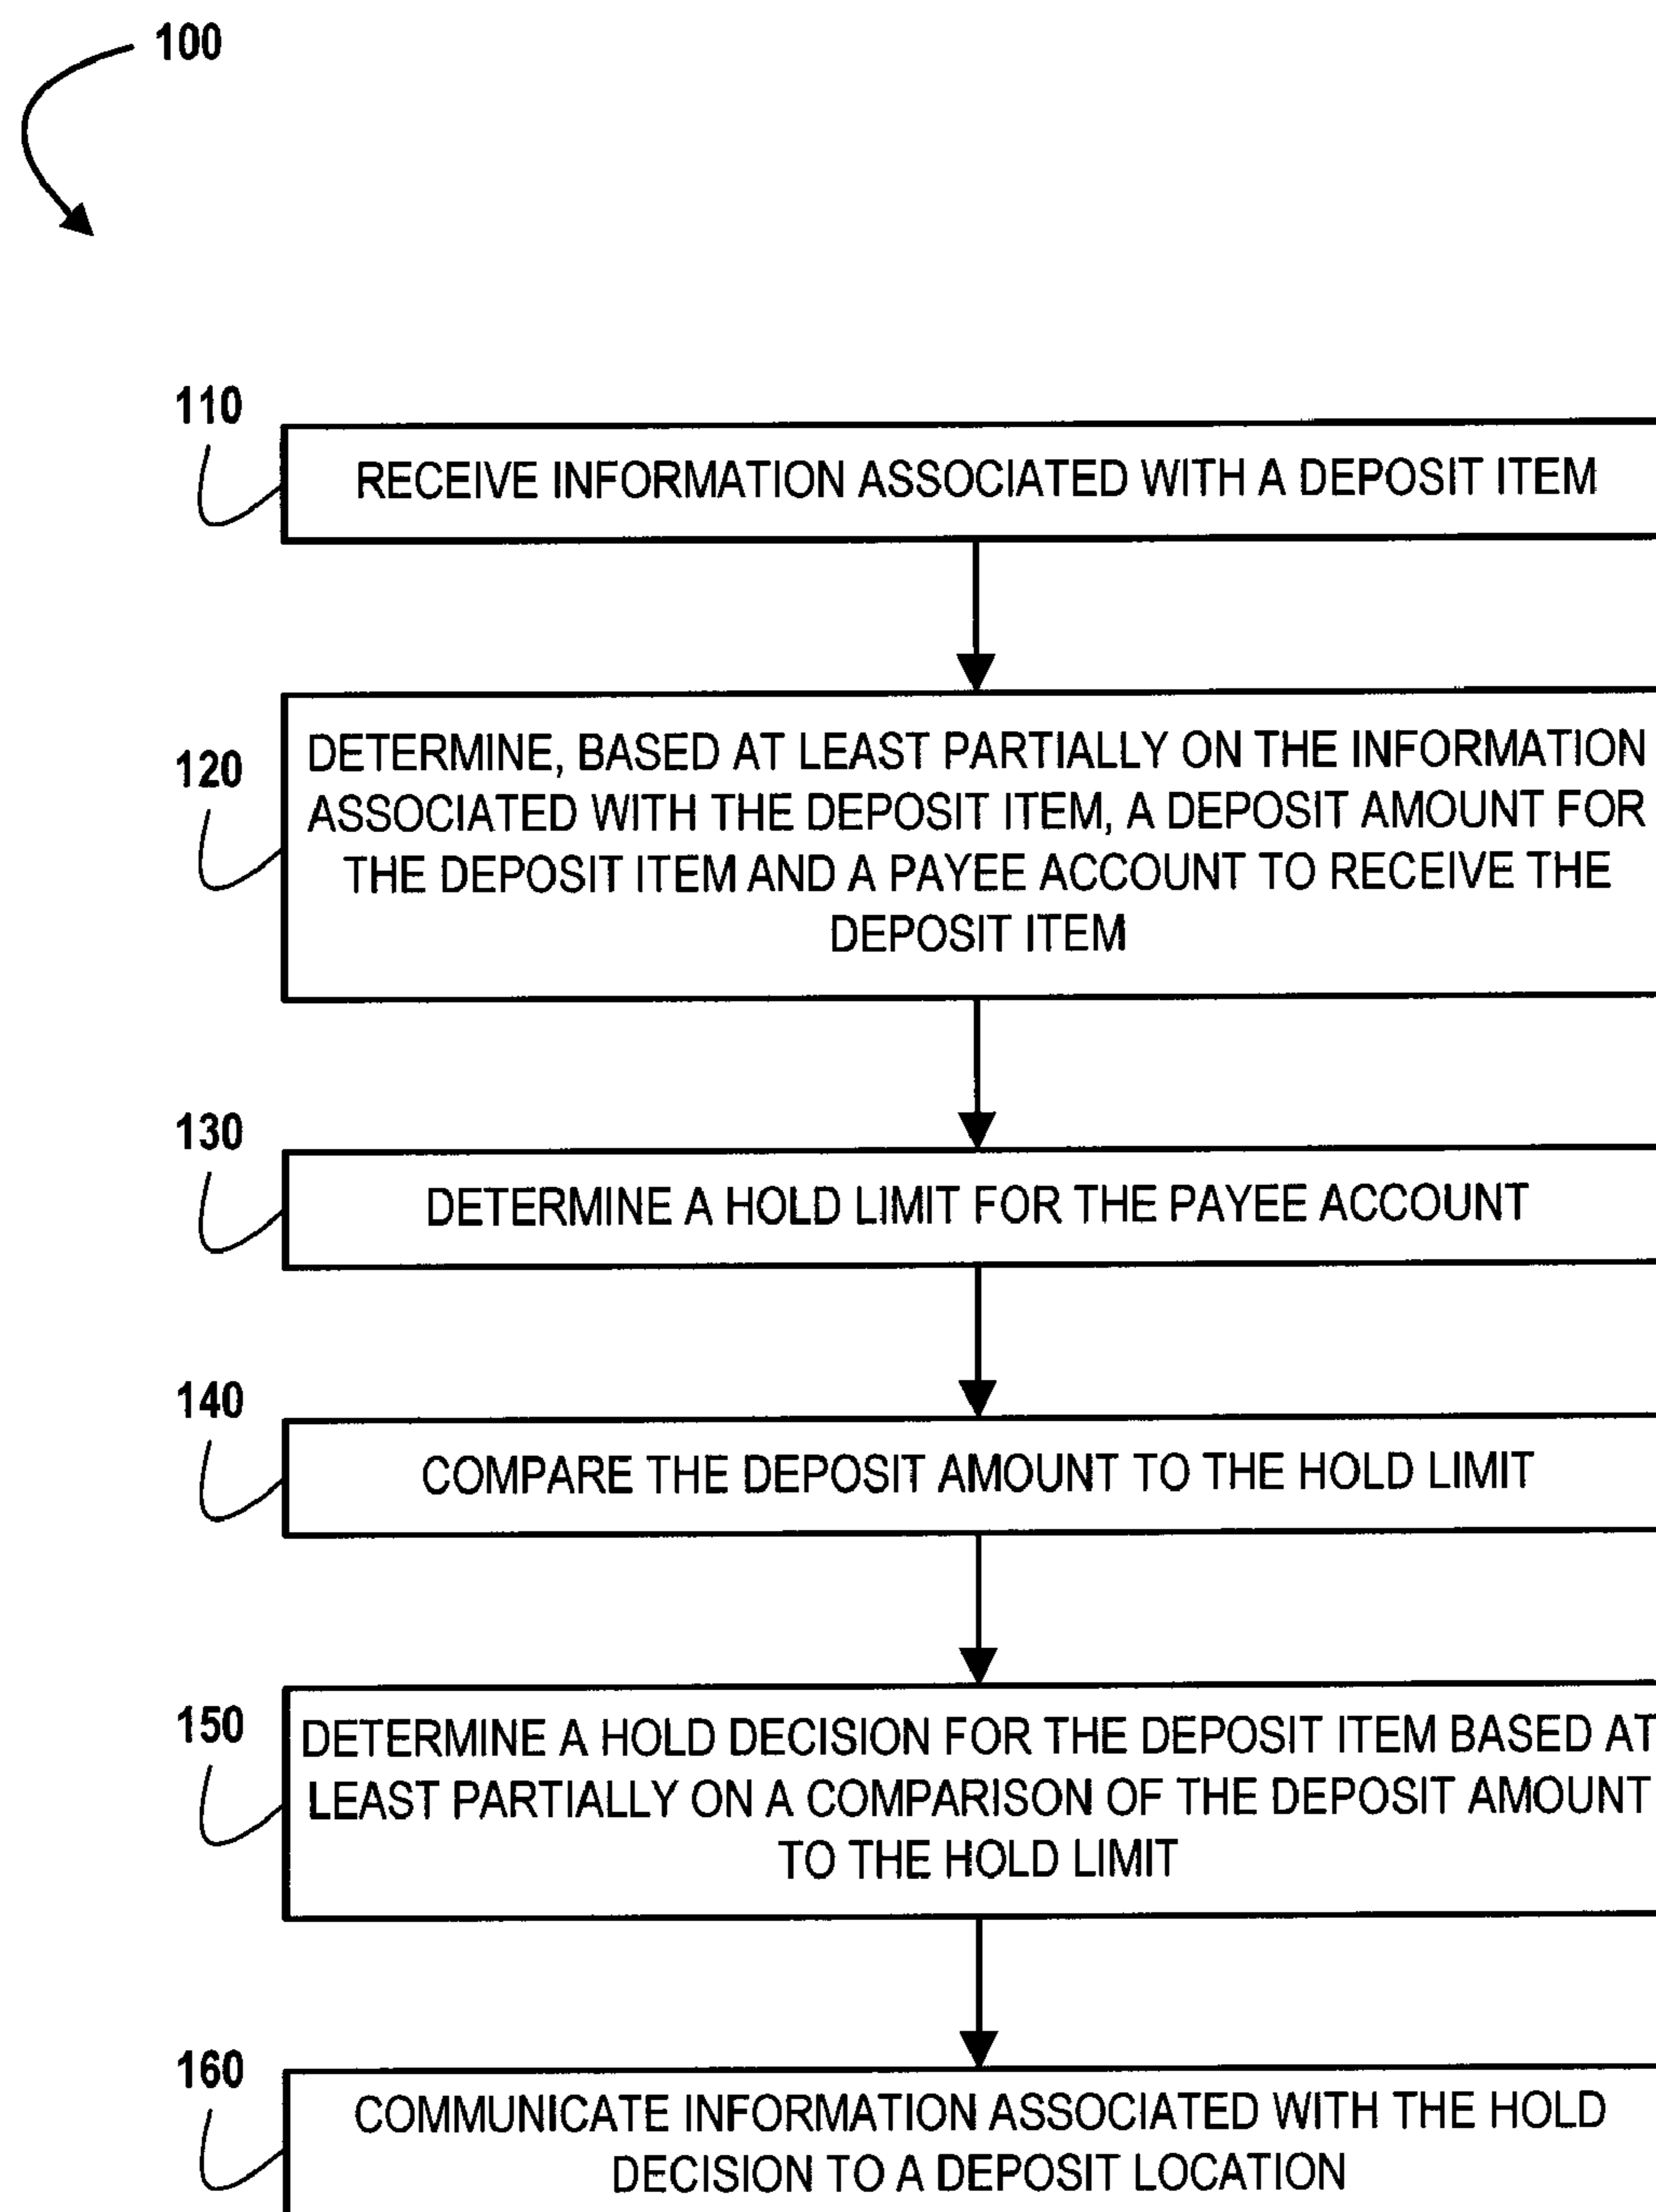 100
110
RECEIVE INFORMATION ASSOCIATED WITH A DEPOSIT ITEM
120
DETERMINE, BASED AT LEAST PARTIALLY ON THE INFORMATION
ASSOCIATED WITH THE DEPOSIT ITEM, A DEPOSIT AMOUNT FOR
THE DEPOSIT ITEM AND A PAYEE ACCOUNT TO RECEIVE THE
DEPOSIT ITEM
130
DETERMINE A HOLD LIMIT FOR THE PAYEE ACCOUNT
140
COMPARE THE DEPOSIT AMOUNT TO THE HOLD LIMIT
150
DETERMINE A HOLD DECISION FOR THE DEPOSIT ITEM BASED AT
LEAST PARTIALLY ON A COMPARISON OF THE DEPOSIT AMOUNT
TO THE HOLD LIMIT
160
COMMUNICATE INFORMATION ASSOCIATED WITH THE HOLD
DECISION TO A DEPOSIT LOCATION